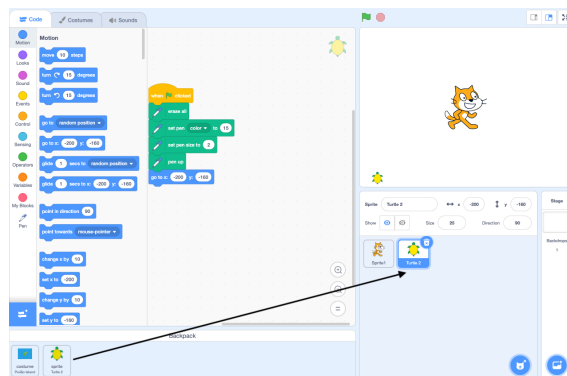 Code Costumes Sounds
Motion
Looks
Sound
Events
Control
Sensing
Operators
Variables
My Blocks
Pen
Motion
move 10 steps
turn 15 degrees
turn 15 degrees
go to random position
go to x: -200 y: -160
glide 1 secs to random position
glide 1 secs to x: -200 y: -160
point in direction 90
point towards mouse-pointer
change x by 10
set x to -200
change y by 10
set y to -160
when clicked
erase all
set pen color to 15
set pen size to 2
pen up
go to x: -200 y: -160
Sprite Turtle 2 x -200 y -160
Show Size 25 Direction 90
Sprite1
Turtle 2
Stage
Backdrops
1
Backpack
costume
sprite
Turtle 2